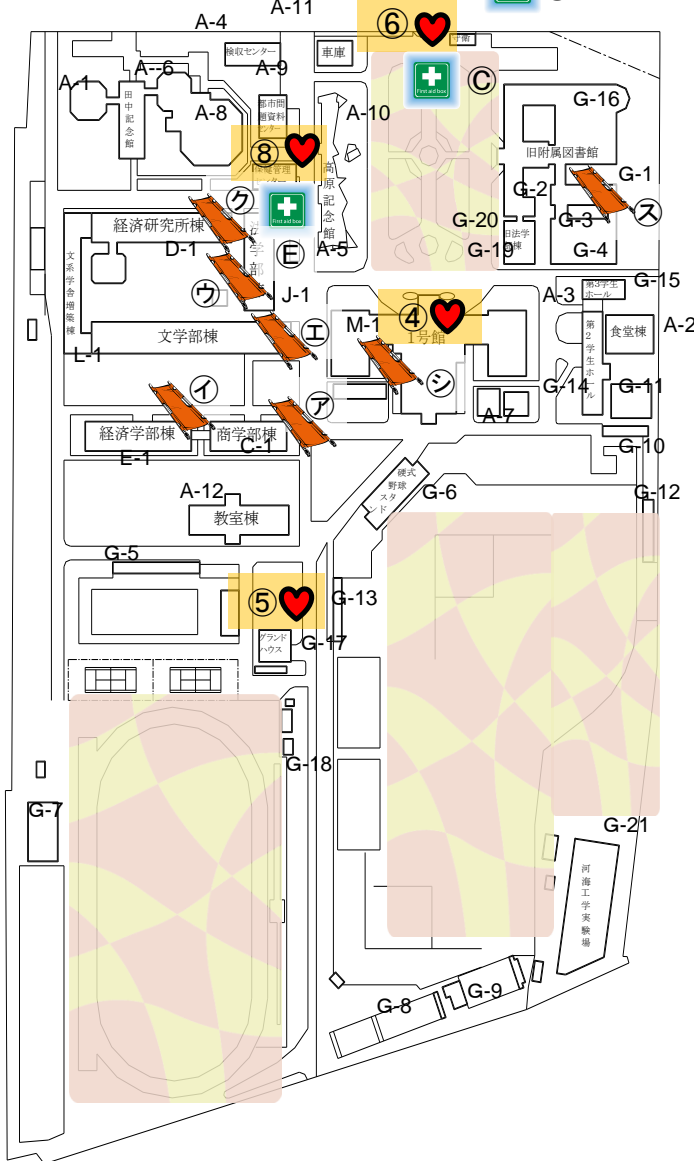 A-11
A-4
⑥
守衛
検収センター
車庫
A-1
A--6
A-9
First aid box
Ⓒ
田中記念館
A-8
都市問題資料センター
A-10
G-16
⑧
高原記念館
旧附属図書館
G-1
ク
First aid box
G-2
ス
経済研究所棟
法学部
Ⓔ
A-5
G-20
旧法学部棟
G-3
D-1
G-19
G-4
文系学舎増築棟
ウ
J-1
A-3
第3学生ホール
G-15
文学部棟
エ
M-1
④
1号館
第2学生ホール
食堂棟
A-2
L-1
シ
G-14
G-11
イ
ア
A-7
経済学部棟
商学部棟
E-1
C-1
G-10
硬式野球スタンド
A-12
G-6
G-12
教室棟
G-5
⑤
G-13
グランドハウス
G-17
G-18
G-7
G-21
河海工学実験場
G-8
G-9